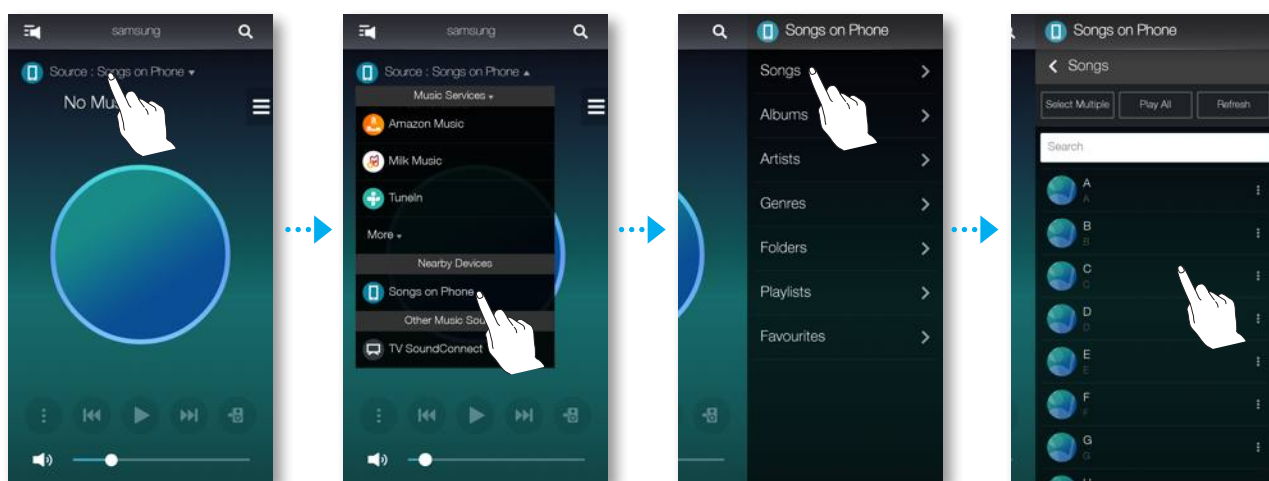 samsung
Source : Songs on Phone
No Mu
samsung
Source : Songs on Phone
Music Services
Amazon Music
Milk Music
TuneIn
More
Nearby Devices
Songs on Phone
Other Music Sou
TV SoundConnect
Songs on Phone
Songs
Albums
Artists
Genres
Folders
Playlists
Favourites
Songs on Phone
Songs
Select Multiple Play All Refresh
Search
A
A
B
B
C
C
D
D
E
E
F
F
G
G